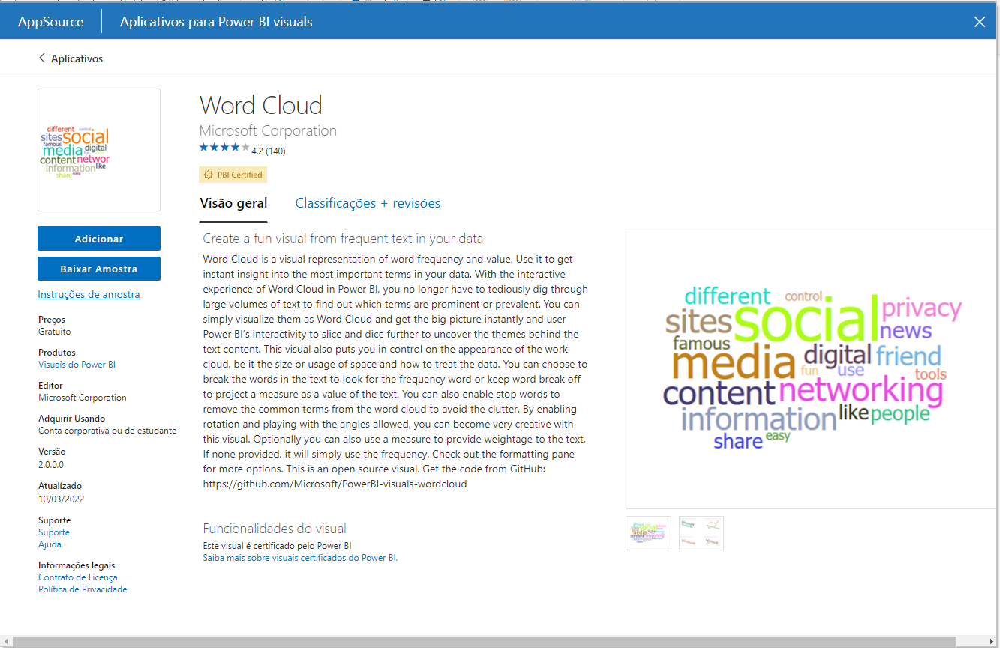 AppSource
Aplicativos para Power BI visuals
Aplicativos
different
control
sites
social
famous
media
digital
fun
content
networ
information
like
share
easy
Adicionar
Baixar Amostra
Instruções de amostra
Preços
Gratuito
Produtos
Visuais do Power BI
Editor
Microsoft Corporation
Adquirir Usando
Conta corporativa ou de estudante
Versão
2.0.0.0
Atualizado
10/03/2022
Suporte
Suporte
Ajuda
Informações legais
Contrato de Licença
Política de Privacidade
Word Cloud
Microsoft Corporation
4.2 (140)
PBI Certified
Visão geral
Classificações + revisões
Create a fun visual from frequent text in your data
Word Cloud is a visual representation of word frequency and value. Use it to get
instant insight into the most important terms in your data. With the interactive
experience of Word Cloud in Power BI, you no longer have to tediously dig through
large volumes of text to find out which terms are prominent or prevalent. You can
simply visualize them as Word Cloud and get the big picture instantly and user
Power BI’s interactivity to slice and dice further to uncover the themes behind the
text content. This visual also puts you in control on the appearance of the work
cloud, be it the size or usage of space and how to treat the data. You can choose to
break the words in the text to look for the frequency word or keep word break off
to project a measure as a value of the text. You can also enable stop words to
remove the common terms from the word cloud to avoid the clutter. By enabling
rotation and playing with the angles allowed, you can become very creative with
this visual. Optionally you can also use a measure to provide weightage to the text.
If none provided, it will simply use the frequency. Check out the formatting pane
for more options. This is an open source visual. Get the code from GitHub:
https://github.com/Microsoft/PowerBI-visuals-wordcloud
Funcionalidades do visual
Este visual é certificado pelo Power BI
Saiba mais sobre visuais certificados do Power BI.
different
control
sites
social
privacy
news
famous
media
digital
friend
fun
use
tools
content
networking
information
like
people
share
easy